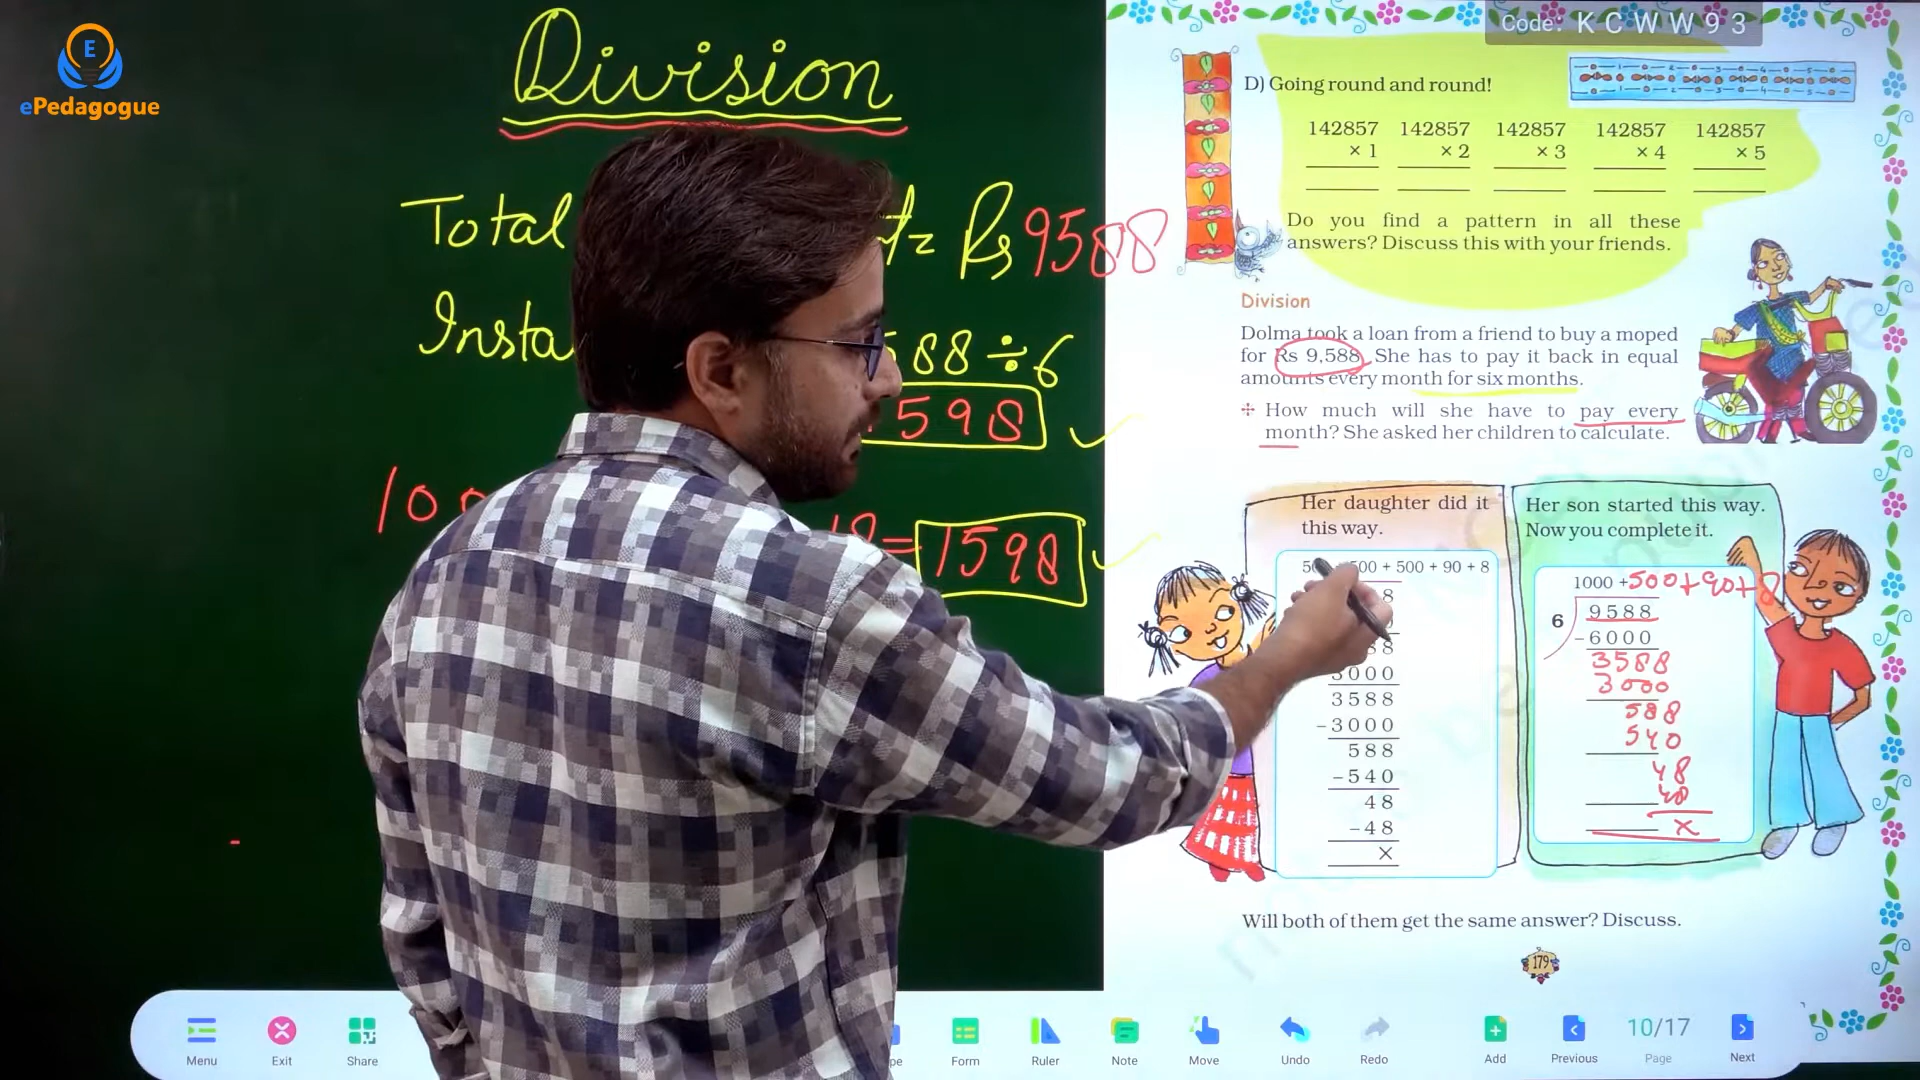 E
ePedagogue
Division
Total = Rs 9588
Insta 588 ÷ 6
598
100
= 1598
Code: KCWW93
D) Going round and round!
142857 142857 142857 142857 142857
× 1 × 2 × 3 × 4 × 5
Do you find a pattern in all these
answers? Discuss this with your friends.
Division
Dolma took a loan from a friend to buy a moped
for Rs 9,588. She has to pay it back in equal
amounts every month for six months.
How much will she have to pay every
month? She asked her children to calculate.
Her daughter did it
this way.
500 + 500 + 90 + 8
8
88
3000
3588
-3000
588
-540
48
-48
×
Her son started this way.
Now you complete it.
1000 +500+90+8
6 9588
-6000
3588
3000
588
540
48
48
×
Will both of them get the same answer? Discuss.
179
Menu Exit Share pe Form Ruler Note Move Undo Redo Add Previous 10/17 Page Next